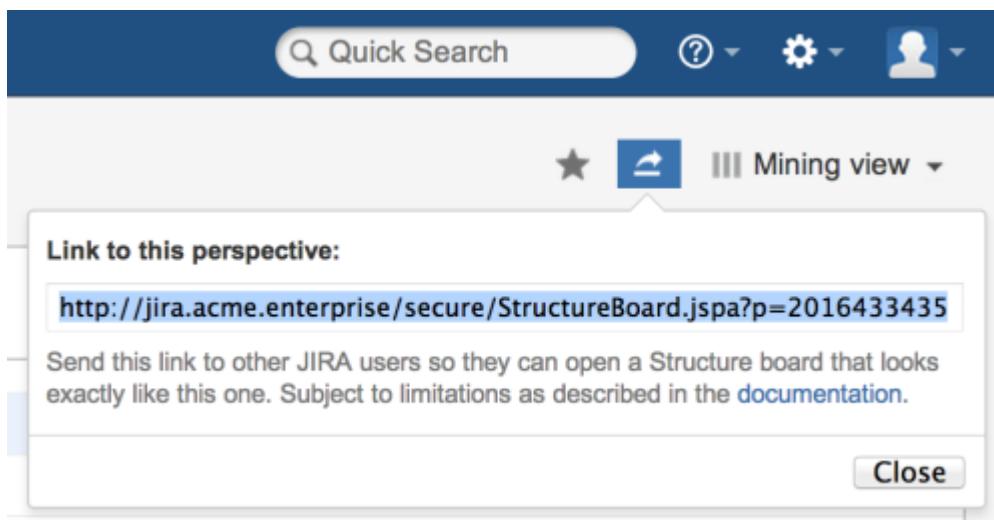 Quick Search
Mining view
Link to this perspective:
http://jira.acme.enterprise/secure/StructureBoard.jspa?p=2016433435
Send this link to other JIRA users so they can open a Structure board that looks
exactly like this one. Subject to limitations as described in the documentation.
Close